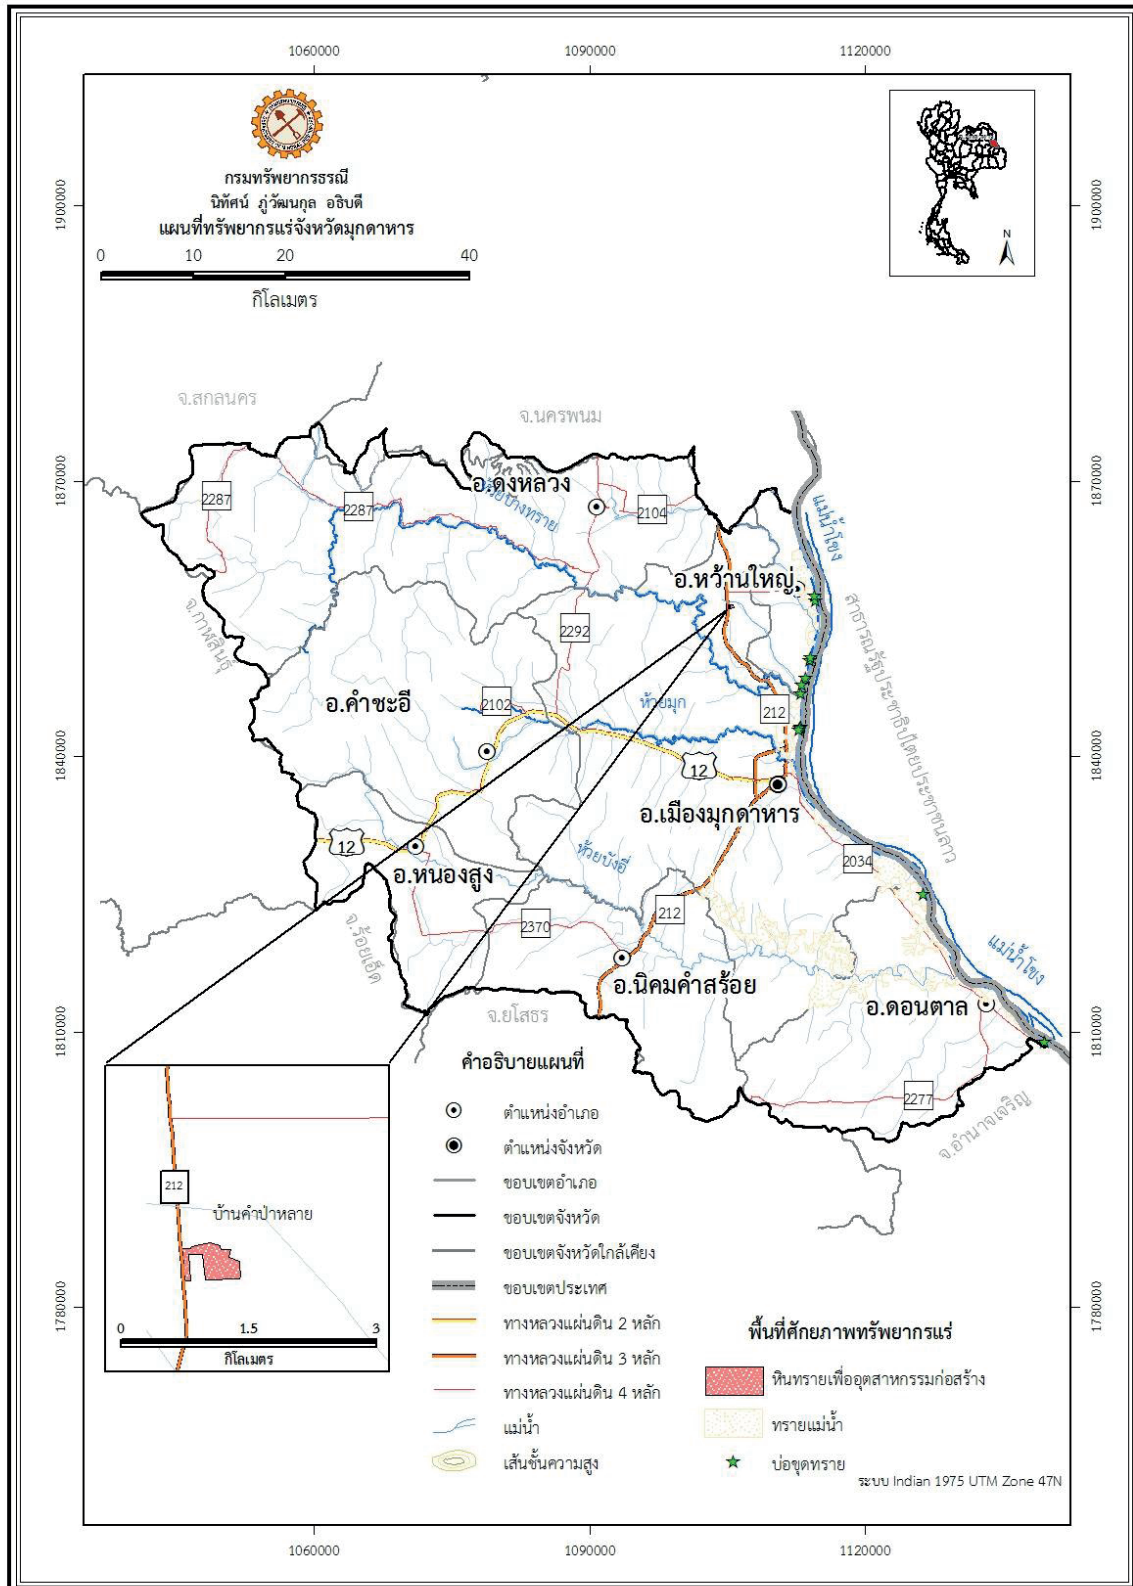 1060000
1090000
1120000
1900000
1900000
กรมทรัพยากรธรณี
นิทัศน์ ภู่วัฒนกุล อธิบดี
แผนที่ทรัพยากรแร่จังหวัดมุกดาหาร
0 10 20 40
กิโลเมตร
N
จ.สกลนคร
จ.นครพนม
1870000
1870000
อ.ดงหลวง
2287
2287
ห้วยบางทราย
2104
แม่น้ำโขง
อ.หว้านใหญ่
จ.กาฬสินธุ์
2292
สาธารณรัฐประชาธิปไตยประชาชนลาว
อ.คำชะอี
2102
ห้วยมุก
212
1840000
1840000
12
อ.เมืองมุกดาหาร
12
อ.หนองสูง
ห้วยบังอี่
2034
จ.ร้อยเอ็ด
2370
212
แม่น้ำโขง
อ.นิคมคำสร้อย
อ.ดอนตาล
จ.ยโสธร
1810000
1810000
2277
จ.อำนาจเจริญ
212
บ้านคำป่าหลาย
0 1.5 3
กิโลเมตร
1780000
1780000
คำอธิบายแผนที่
ตำแหน่งอำเภอ
ตำแหน่งจังหวัด
ขอบเขตอำเภอ
ขอบเขตจังหวัด
ขอบเขตจังหวัดใกล้เคียง
ขอบเขตประเทศ
ทางหลวงแผ่นดิน 2 หลัก
ทางหลวงแผ่นดิน 3 หลัก
ทางหลวงแผ่นดิน 4 หลัก
แม่น้ำ
เส้นชั้นความสูง
พื้นที่ศักยภาพทรัพยากรแร่
หินทรายเพื่ออุตสาหกรรมก่อสร้าง
ทรายแม่น้ำ
บ่อขุดทราย
ระบบ Indian 1975 UTM Zone 47N
1060000
1090000
1120000